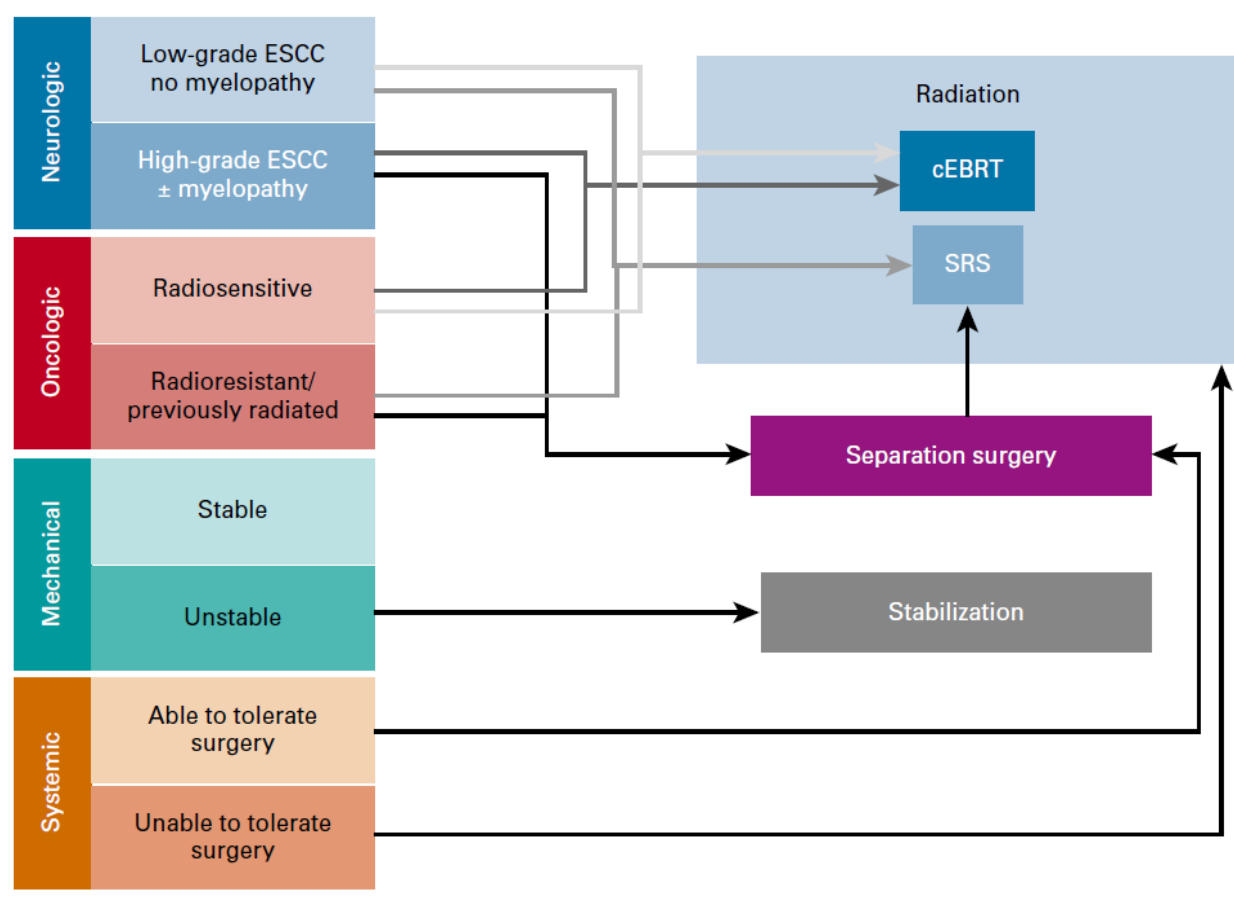 Neurologic
Low-grade ESCC
no myelopathy
High-grade ESCC
± myelopathy
Oncologic
Radiosensitive
Radioresistant/
previously radiated
Mechanical
Stable
Unstable
Systemic
Able to tolerate
surgery
Unable to tolerate
surgery
Radiation
cEBRT
SRS
Separation surgery
Stabilization